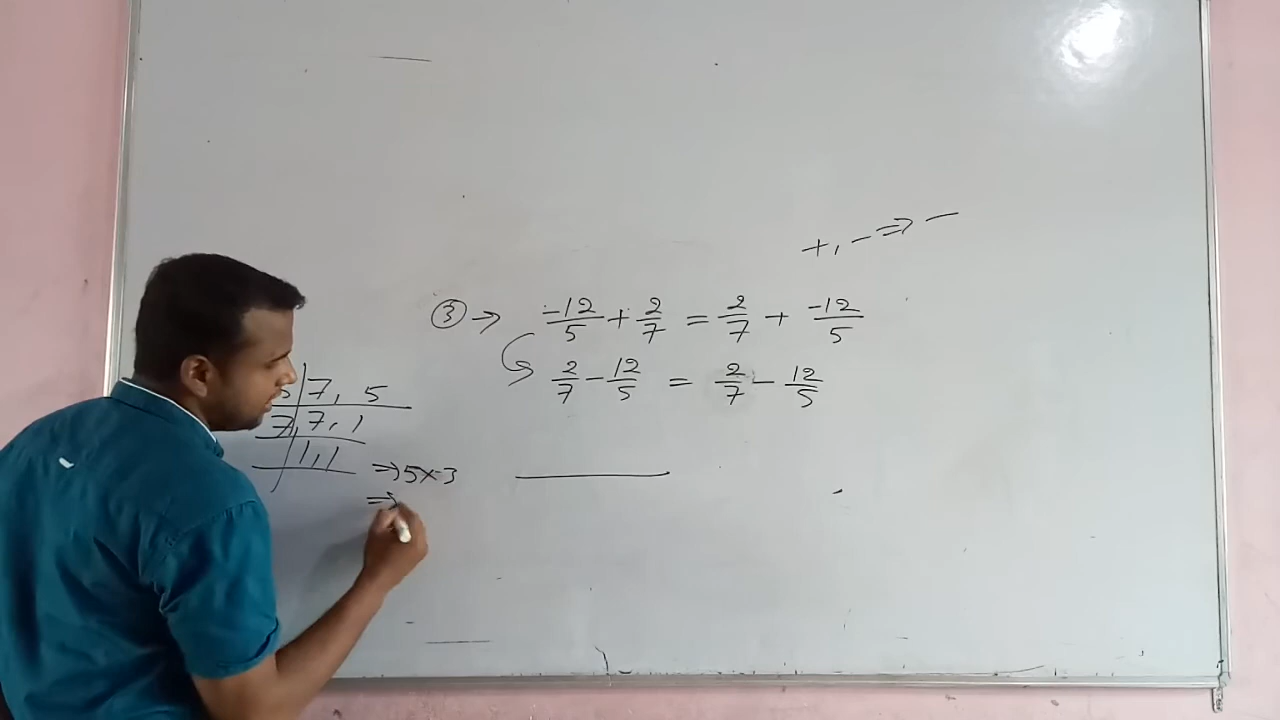 +, - ⇒ -
③ → -12/5 + 2/7 = 2/7 + -12/5
2/7 - 12/5 = 2/7 - 12/5
5 | 7, 5
7 | 7, 1
1, 1
⇒ 5×3
⇒